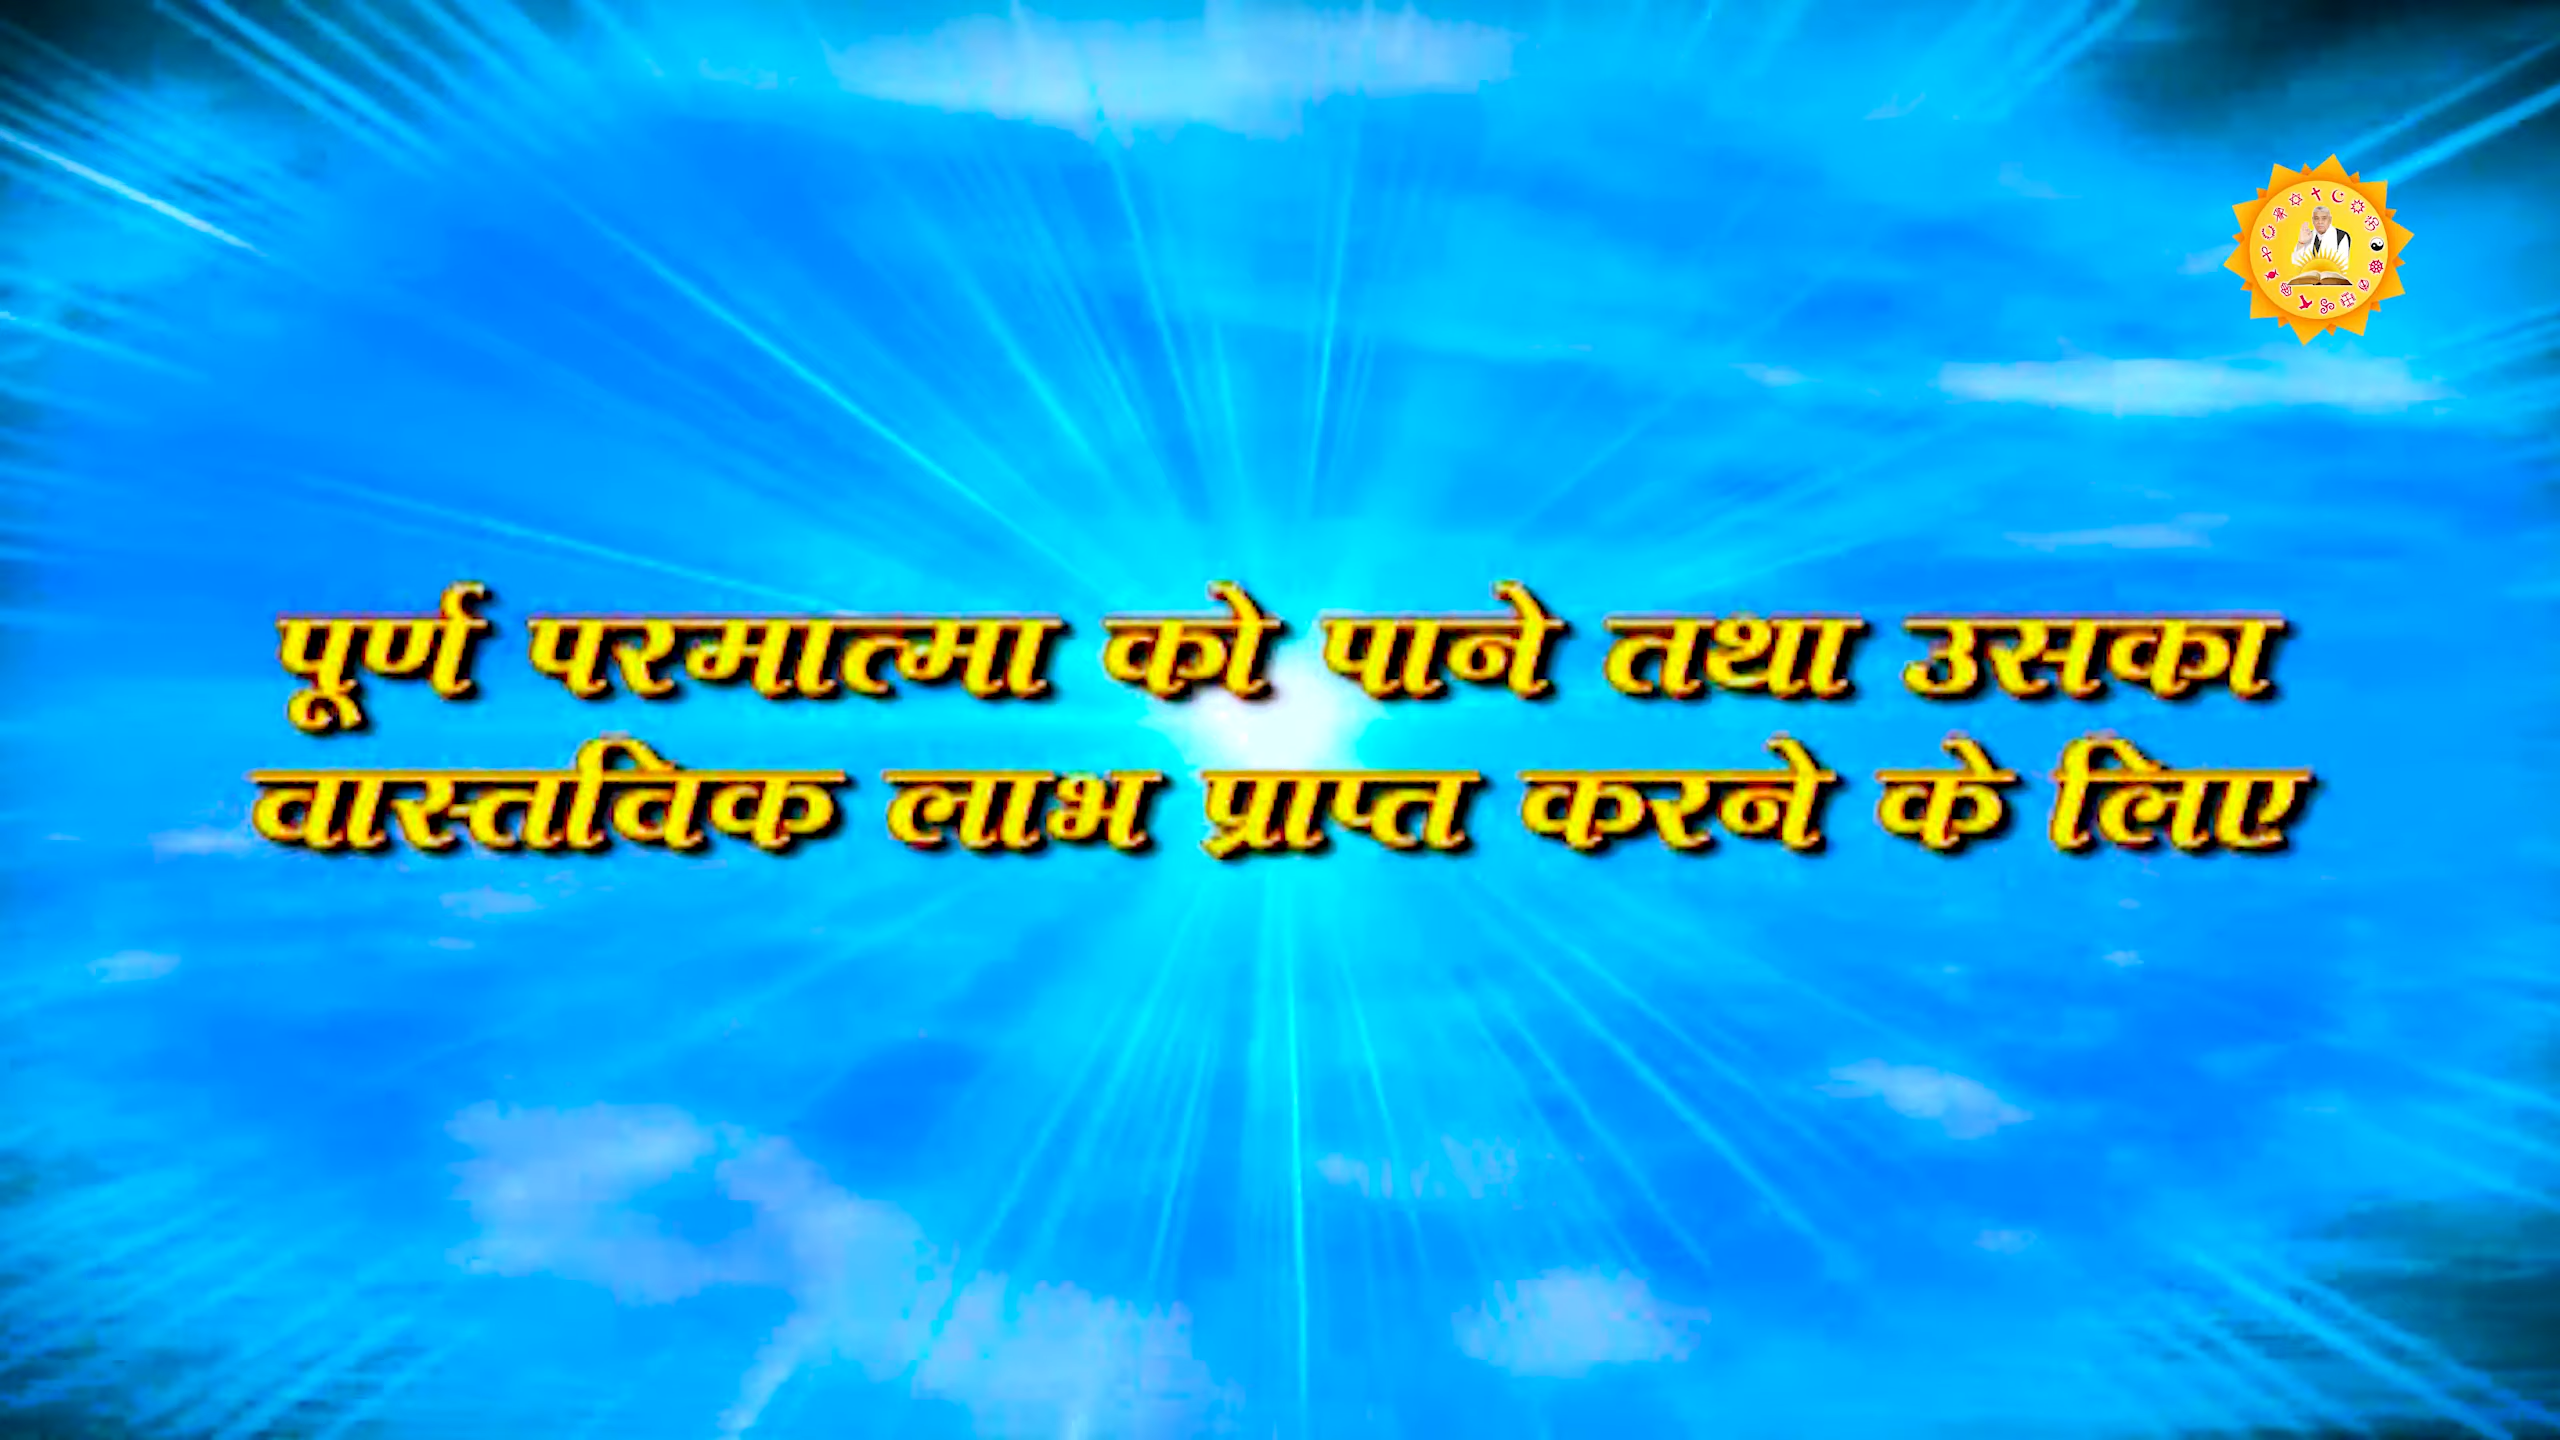 पूर्ण परमात्मा को पाने तथा उसका
वास्तविक लाभ प्राप्त करने के लिए